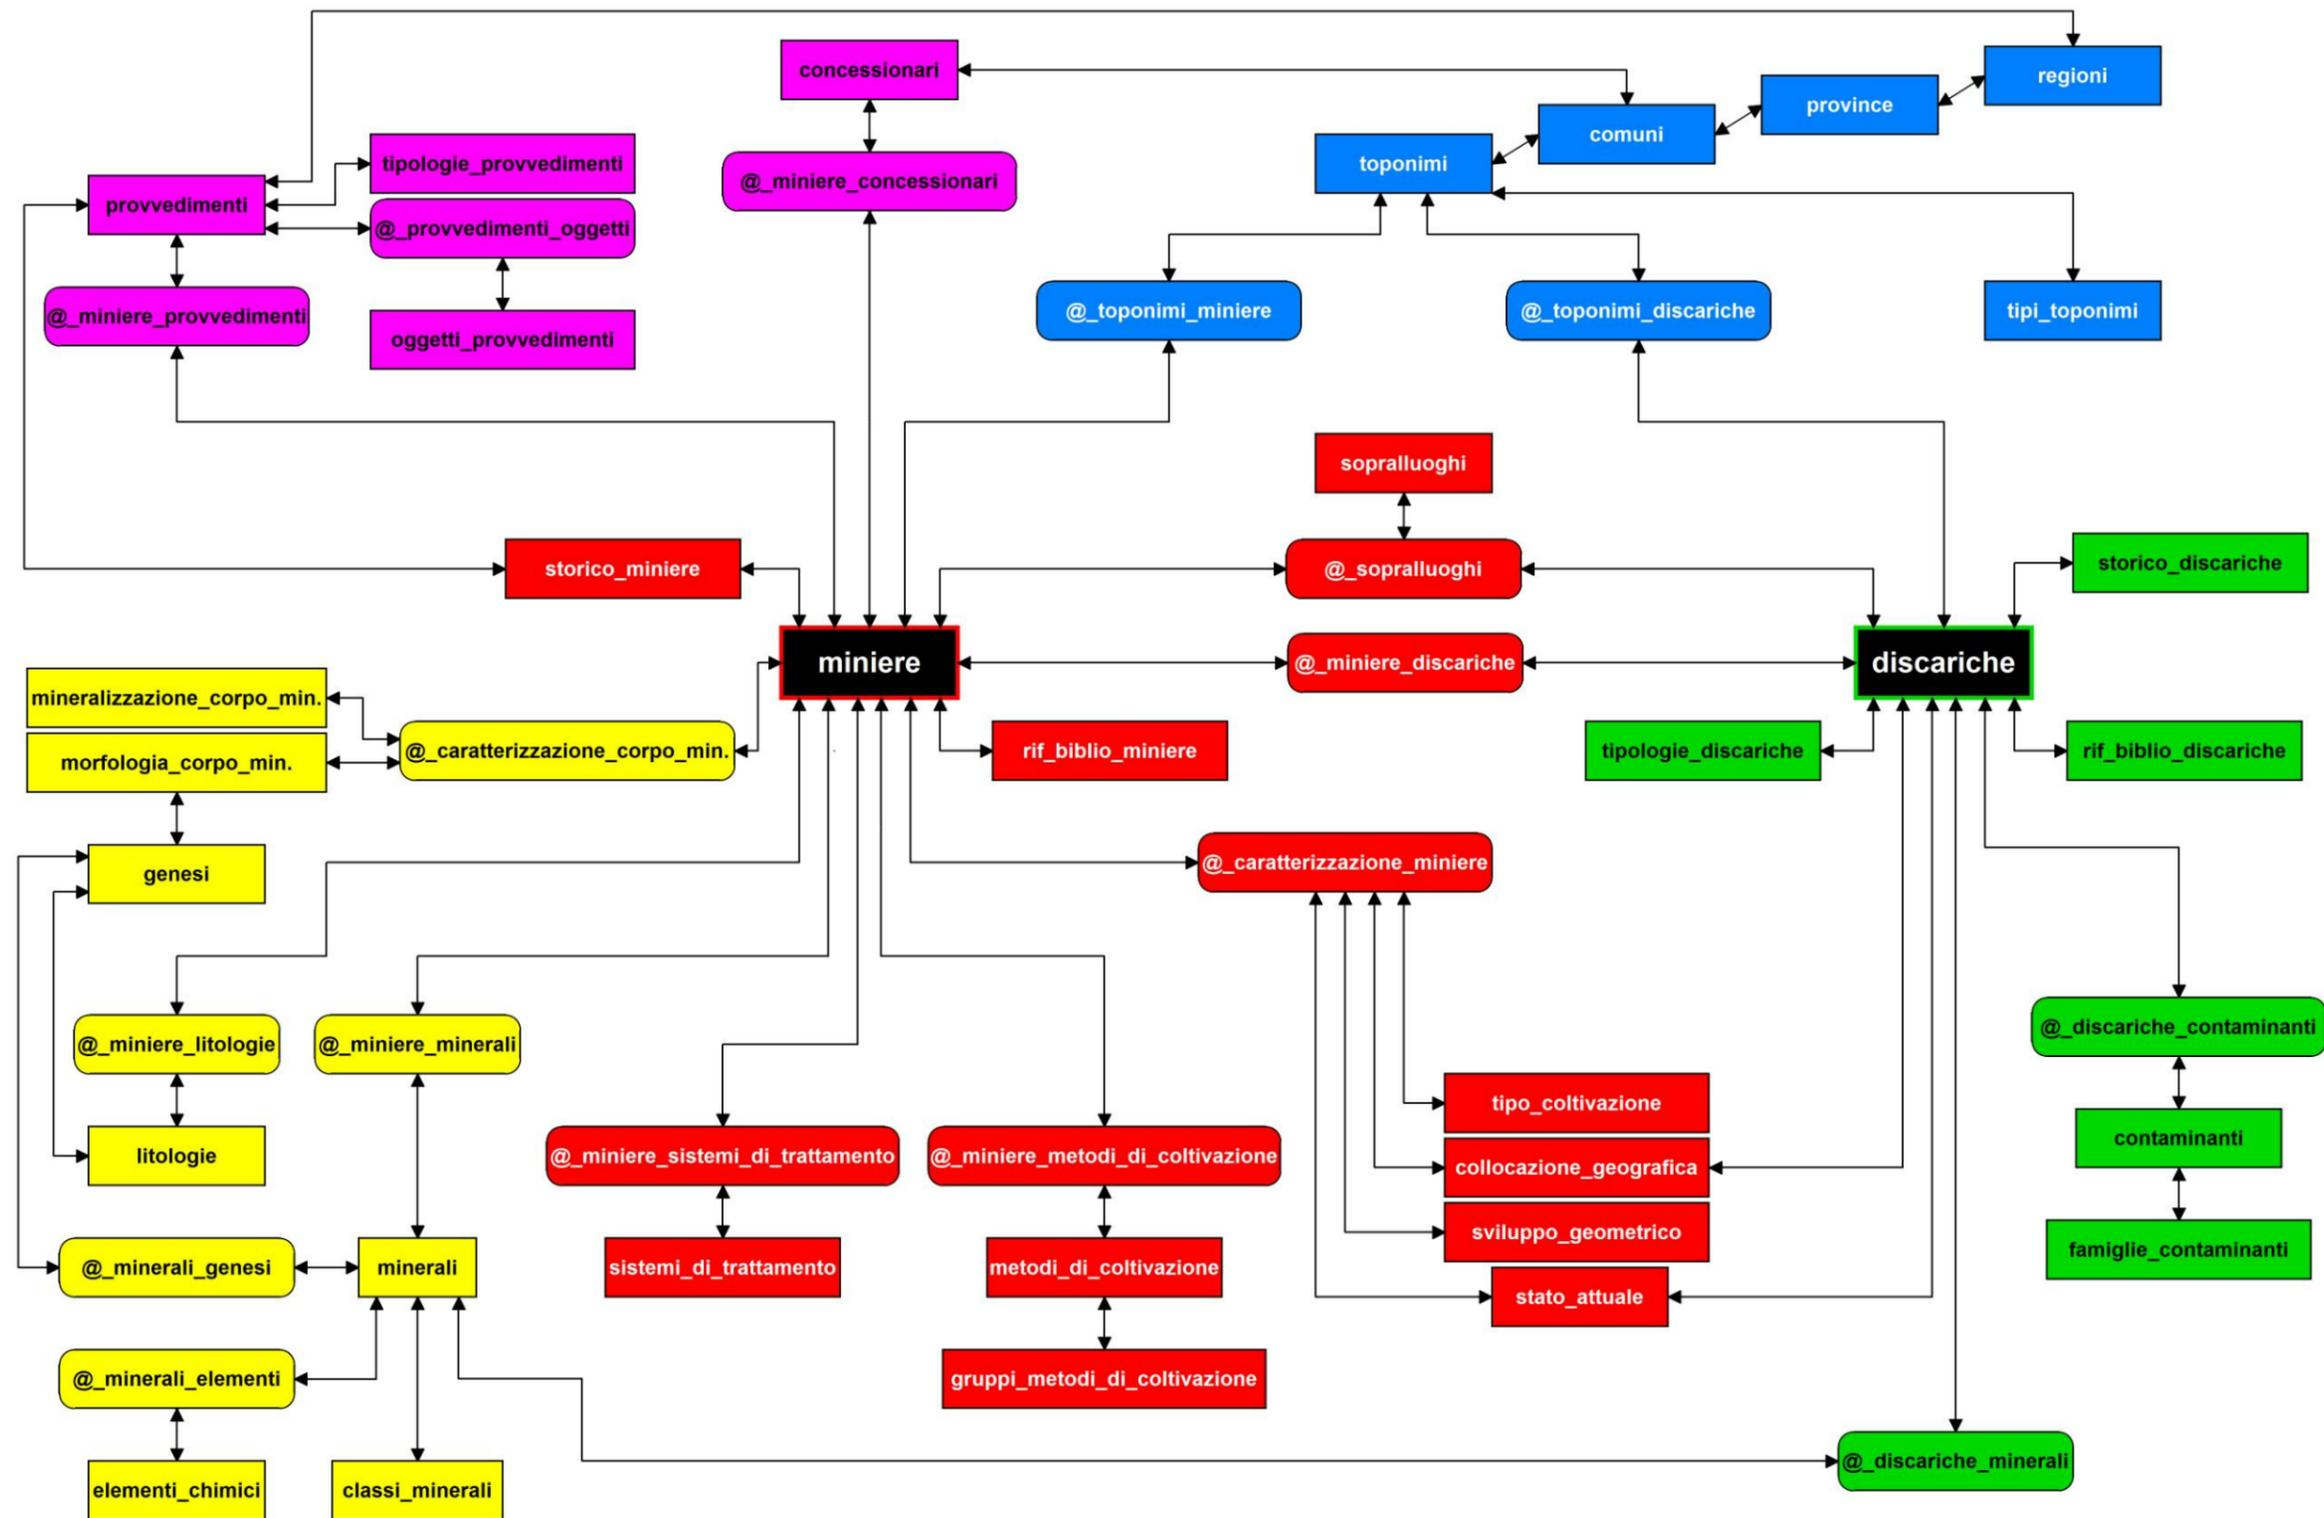 concessionari
regioni
province
comuni
tipologie_provvedimenti
toponimi
@_miniere_concessionari
provvedimenti
@_provvedimenti_oggetti
@_miniere_provvedimenti
oggetti_provvedimenti
@_toponimi_miniere
@_toponimi_discariche
tipi_toponimi
sopralluoghi
storico_miniere
@_sopralluoghi
storico_discariche
miniere
@_miniere_discariche
discariche
mineralizzazione_corpo_min.
morfologia_corpo_min.
@_caratterizzazione_corpo_min.
rif_biblio_miniere
tipologie_discariche
rif_biblio_discariche
genesi
@_caratterizzazione_miniere
@_miniere_litologie
@_miniere_minerali
@_discariche_contaminanti
tipo_coltivazione
litologie
@_miniere_sistemi_di_trattamento
@_miniere_metodi_di_coltivazione
collocazione_geografica
contaminanti
sviluppo_geometrico
famiglie_contaminanti
@_minerali_genesi
minerali
sistemi_di_trattamento
metodi_di_coltivazione
stato_attuale
@_minerali_elementi
gruppi_metodi_di_coltivazione
@_discariche_minerali
elementi_chimici
classi_minerali